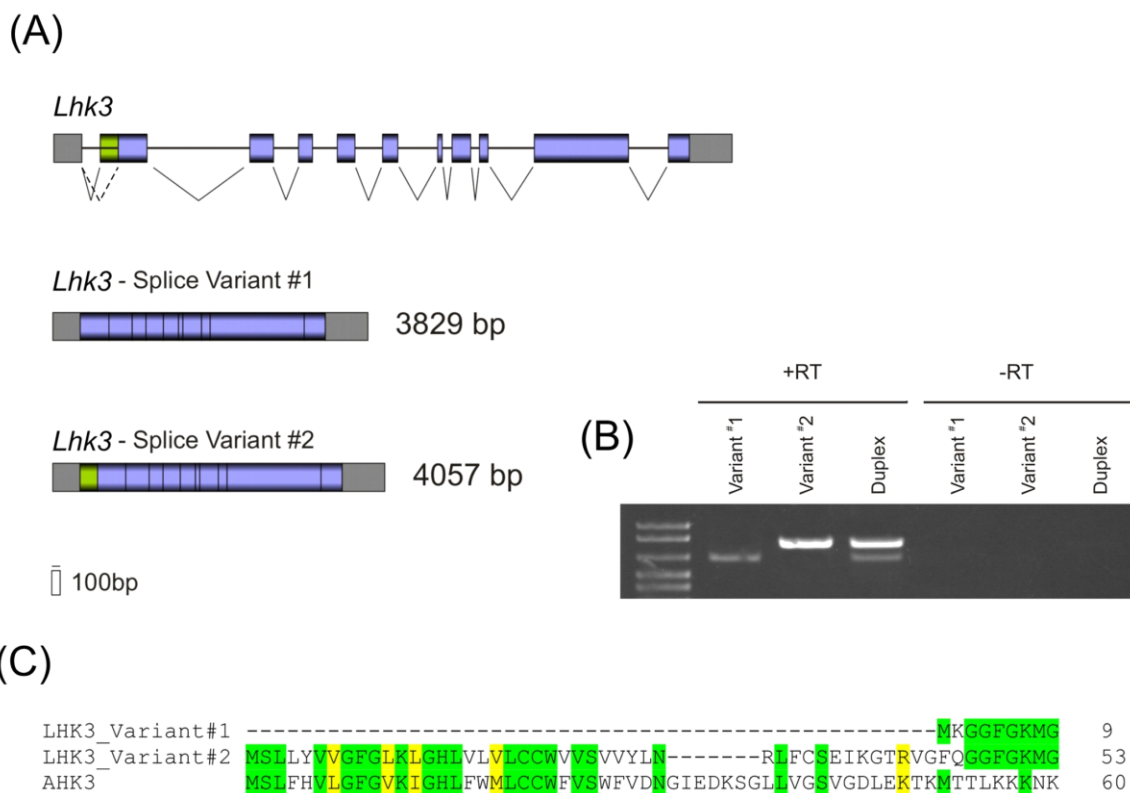 (A)
Lhk3
Lhk3 - Splice Variant #1
3829 bp
Lhk3 - Splice Variant #2
4057 bp
100bp
(B)
+RT -RT
Variant #1 Variant #2 Duplex Variant #1 Variant #2 Duplex
(C)
LHK3_Variant#1 ----------------------------------------------------MKGGFGKMG 9
LHK3_Variant#2 MSLLYVVGFGLKLGHLVLVLCCWVVSVVYLN-------RLFCSEIKGTRVGFQGGFGKMG 53
AHK3 MSLFHVLGFGVKIGHLFWMLCCWFVSWFVDNGIEDKSGLLVGSVGDLEKTKMTTLKKKNK 60